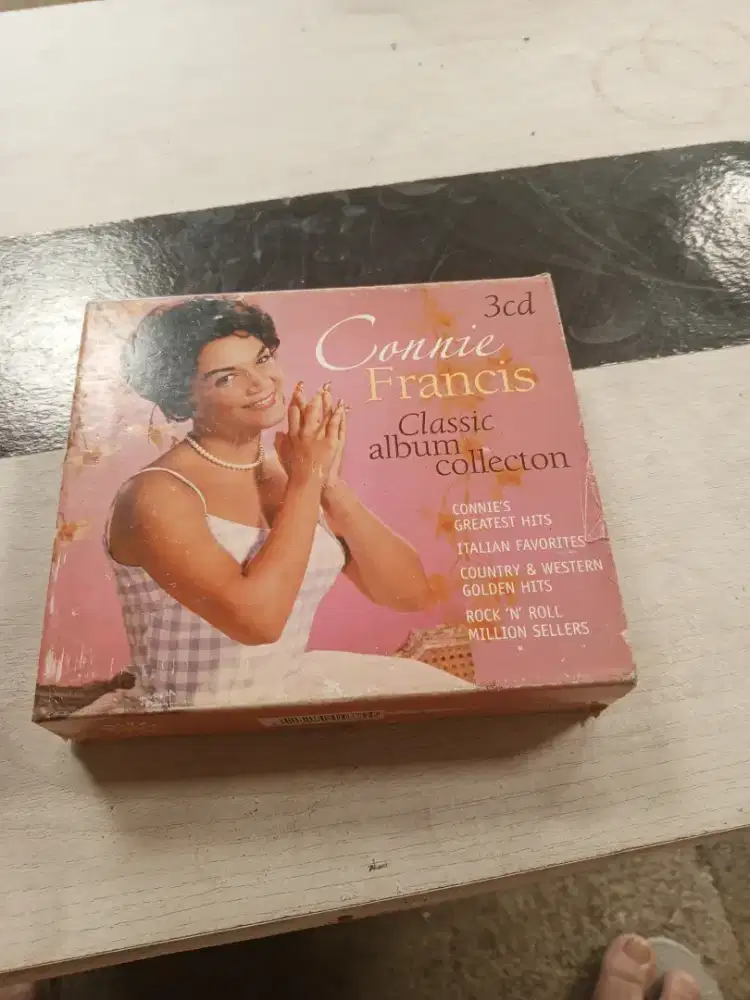 3cd
Connie
Francis
Classic
album
collecton
CONNIE'S
GREATEST HITS
ITALIAN FAVORITES
COUNTRY & WESTERN
GOLDEN HITS
ROCK 'N' ROLL
MILLION SELLERS